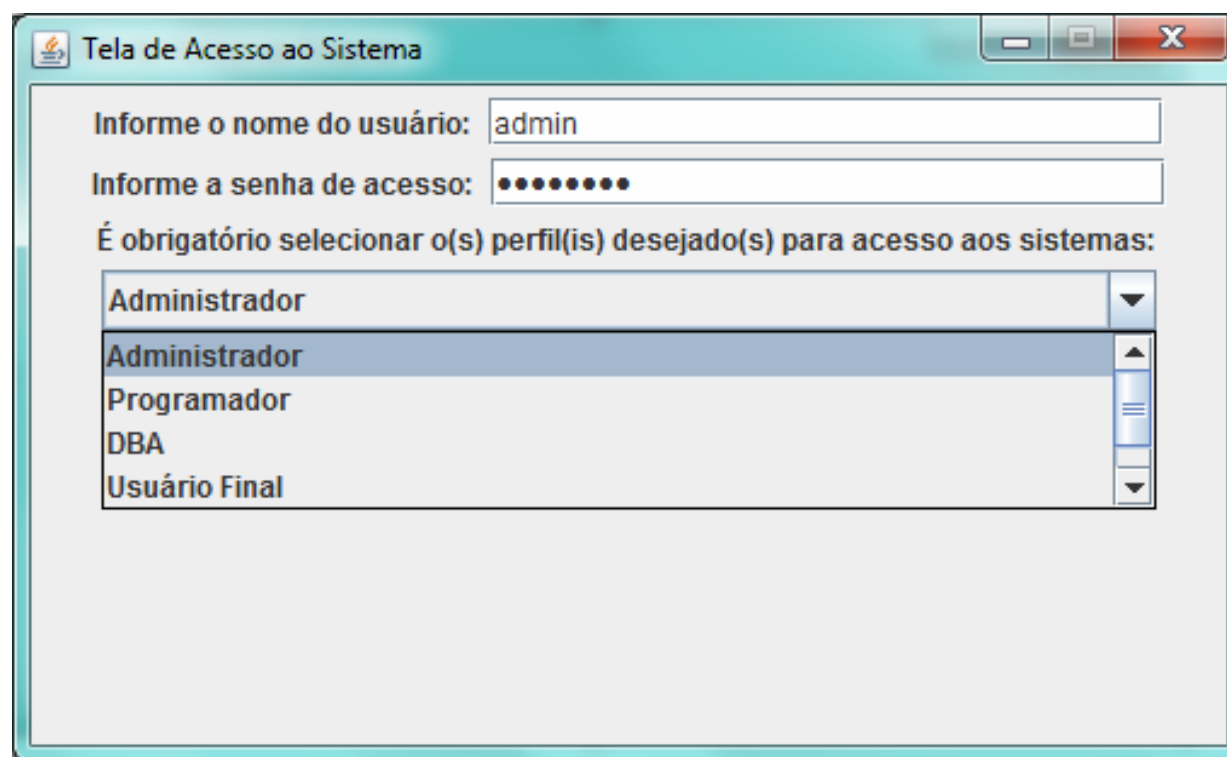 Tela de Acesso ao Sistema
Informe o nome do usuário: admin
Informe a senha de acesso: ••••••••
É obrigatório selecionar o(s) perfil(is) desejado(s) para acesso aos sistemas:
Administrador
Administrador
Programador
DBA
Usuário Final